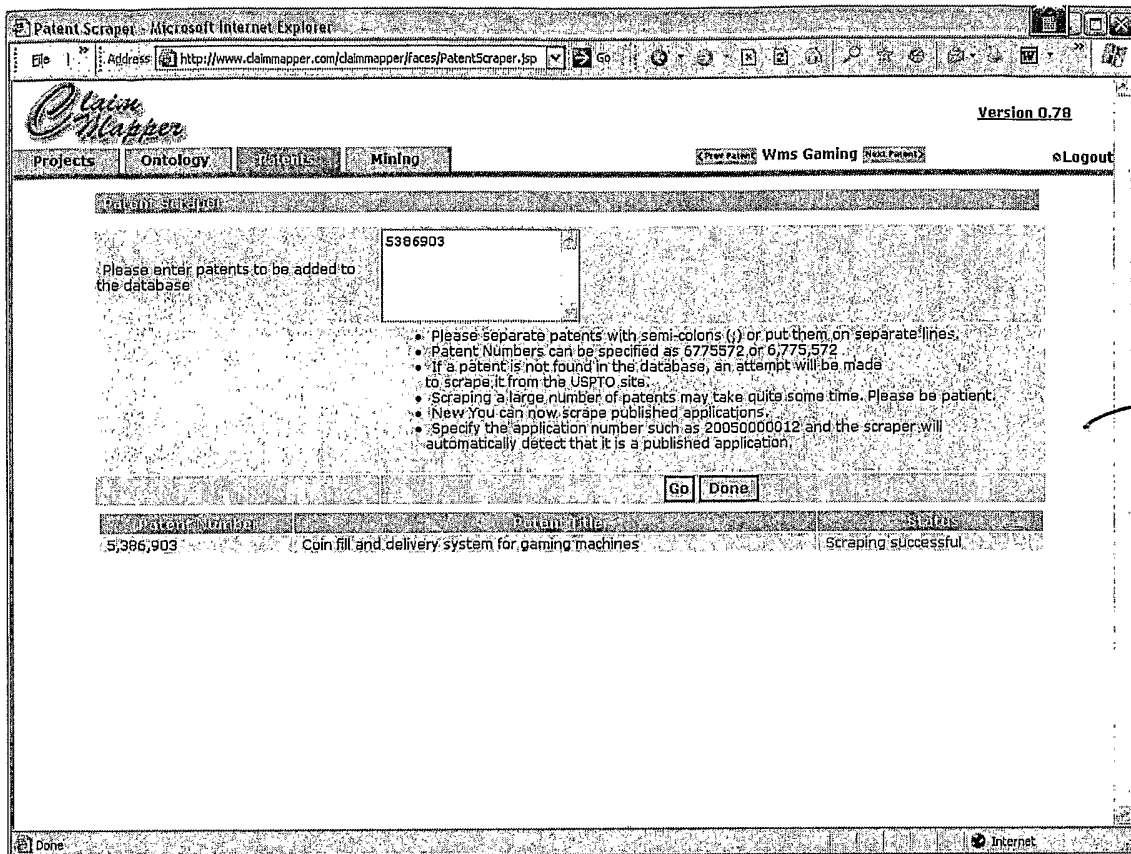 Patent Scraper - Microsoft Internet Explorer
File » Address http://www.claimmapper.com/claimmapper/faces/PatentScraper.jsp Go W »
Claim Mapper
Version 0.78
Projects Ontology Patents Mining <Prev Patent Wms Gaming Next Patent> Logout
Patent Scraper
5386903
Please enter patents to be added to
the database
• Please separate patents with semi-colons (;) or put them on separate lines.
• Patent Numbers can be specified as 6775572 or 6,775,572
• If a patent is not found in the database, an attempt will be made
to scrape it from the USPTO site.
• Scraping a large number of patents may take quite some time. Please be patient.
• New You can now scrape published applications.
• Specify the application number such as 20050000012 and the scraper will
automatically detect that it is a published application.
Go Done
Patent Number Patent Title Status
5,386,903 Coin fill and delivery system for gaming machines Scraping successful
Done Internet